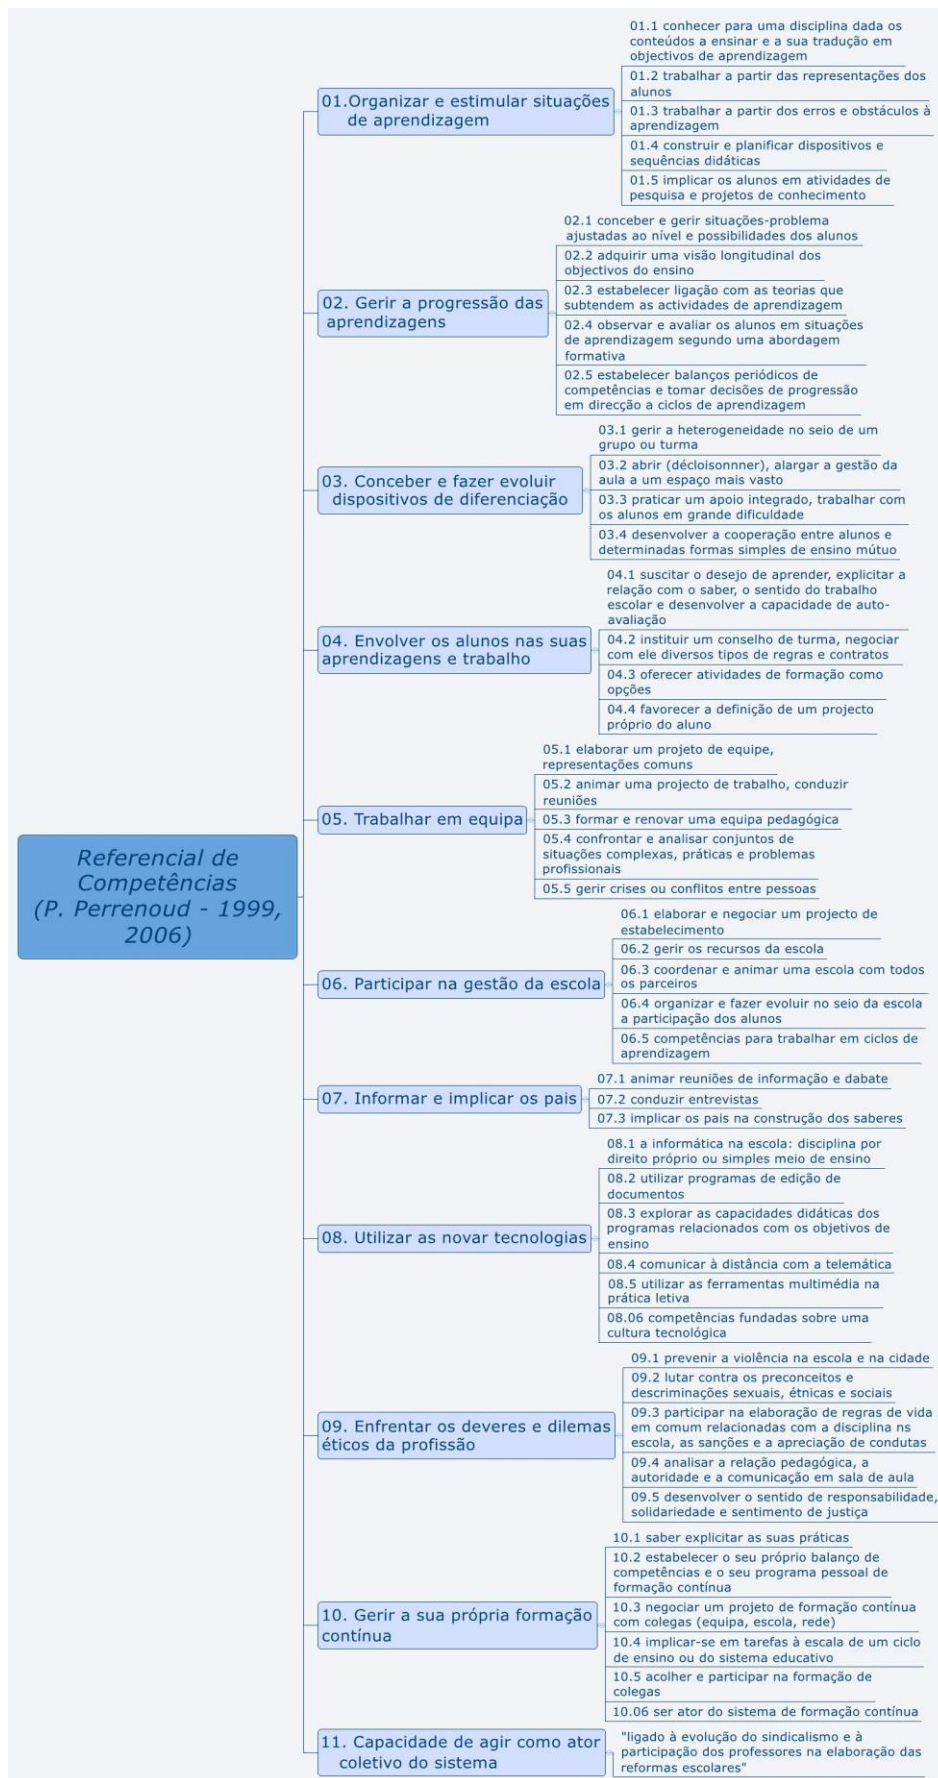 Referencial de
Competências
(P. Perrenoud - 1999,
2006)
01.Organizar e estimular situações
de aprendizagem
01.1 conhecer para uma disciplina dada os
conteúdos a ensinar e a sua tradução em
objectivos de aprendizagem
01.2 trabalhar a partir das representações dos
alunos
01.3 trabalhar a partir dos erros e obstáculos à
aprendizagem
01.4 construir e planificar dispositivos e
sequências didáticas
01.5 implicar os alunos em atividades de
pesquisa e projetos de conhecimento
02. Gerir a progressão das
aprendizagens
02.1 conceber e gerir situações-problema
ajustadas ao nível e possibilidades dos alunos
02.2 adquirir uma visão longitudinal dos
objectivos do ensino
02.3 estabelecer ligação com as teorias que
subtendem as actividades de aprendizagem
02.4 observar e avaliar os alunos em situações
de aprendizagem segundo uma abordagem
formativa
02.5 estabelecer balanços periódicos de
competências e tomar decisões de progressão
em direcção a ciclos de aprendizagem
03. Conceber e fazer evoluir
dispositivos de diferenciação
03.1 gerir a heterogeneidade no seio de um
grupo ou turma
03.2 abrir (décloisonnner), alargar a gestão da
aula a um espaço mais vasto
03.3 praticar um apoio integrado, trabalhar com
os alunos em grande dificuldade
03.4 desenvolver a cooperação entre alunos e
determinadas formas simples de ensino mútuo
04. Envolver os alunos nas suas
aprendizagens e trabalho
04.1 suscitar o desejo de aprender, explicitar a
relação com o saber, o sentido do trabalho
escolar e desenvolver a capacidade de auto-
avaliação
04.2 instituir um conselho de turma, negociar
com ele diversos tipos de regras e contratos
04.3 oferecer atividades de formação como
opções
04.4 favorecer a definição de um projecto
próprio do aluno
05. Trabalhar em equipa
05.1 elaborar um projeto de equipe,
representações comuns
05.2 animar uma projecto de trabalho, conduzir
reuniões
05.3 formar e renovar uma equipa pedagógica
05.4 confrontar e analisar conjuntos de
situações complexas, práticas e problemas
profissionais
05.5 gerir crises ou conflitos entre pessoas
06. Participar na gestão da escola
06.1 elaborar e negociar um projecto de
estabelecimento
06.2 gerir os recursos da escola
06.3 coordenar e animar uma escola com todos
os parceiros
06.4 organizar e fazer evoluir no seio da escola
a participação dos alunos
06.5 competências para trabalhar em ciclos de
aprendizagem
07. Informar e implicar os pais
07.1 animar reuniões de informação e dabate
07.2 conduzir entrevistas
07.3 implicar os pais na construção dos saberes
08. Utilizar as novar tecnologias
08.1 a informática na escola: disciplina por
direito próprio ou simples meio de ensino
08.2 utilizar programas de edição de
documentos
08.3 explorar as capacidades didáticas dos
programas relacionados com os objetivos de
ensino
08.4 comunicar à distância com a telemática
08.5 utilizar as ferramentas multimédia na
prática letiva
08.06 competências fundadas sobre uma
cultura tecnológica
09. Enfrentar os deveres e dilemas
éticos da profissão
09.1 prevenir a violência na escola e na cidade
09.2 lutar contra os preconceitos e
descriminações sexuais, étnicas e sociais
09.3 participar na elaboração de regras de vida
em comum relacionadas com a disciplina ns
escola, as sanções e a apreciação de condutas
09.4 analisar a relação pedagógica, a
autoridade e a comunicação em sala de aula
09.5 desenvolver o sentido de responsabilidade,
solidariedade e sentimento de justiça
10. Gerir a sua própria formação
contínua
10.1 saber explicitar as suas práticas
10.2 estabelecer o seu próprio balanço de
competências e o seu programa pessoal de
formação contínua
10.3 negociar um projeto de formação contínua
com colegas (equipa, escola, rede)
10.4 implicar-se em tarefas à escala de um ciclo
de ensino ou do sistema educativo
10.5 acolher e participar na formação de
colegas
10.06 ser ator do sistema de formação contínua
11. Capacidade de agir como ator
coletivo do sistema
"ligado à evolução do sindicalismo e à
participação dos professores na elaboração das
reformas escolares"